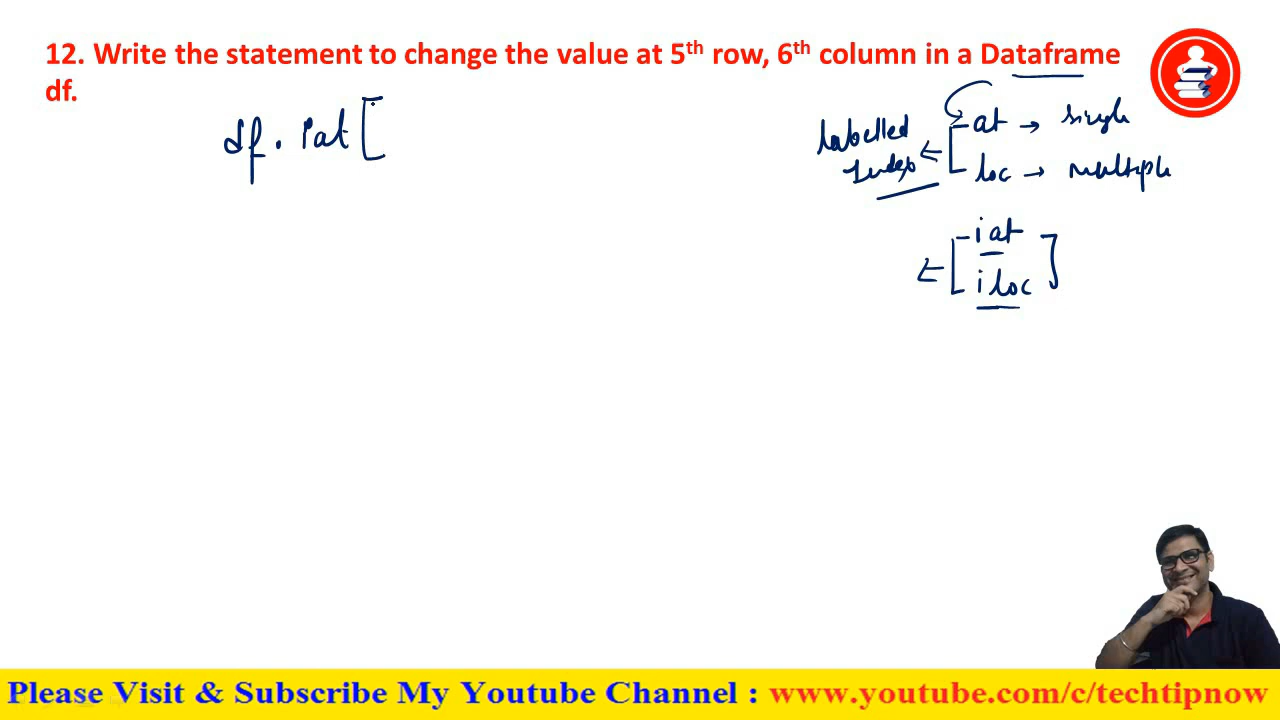 12. Write the statement to change the value at 5th row, 6th column in a Dataframe
df.
df.iat[
Labelled
Index
at → single
loc → multiple
iat
iloc
Please Visit & Subscribe My Youtube Channel : www.youtube.com/c/techtipnow